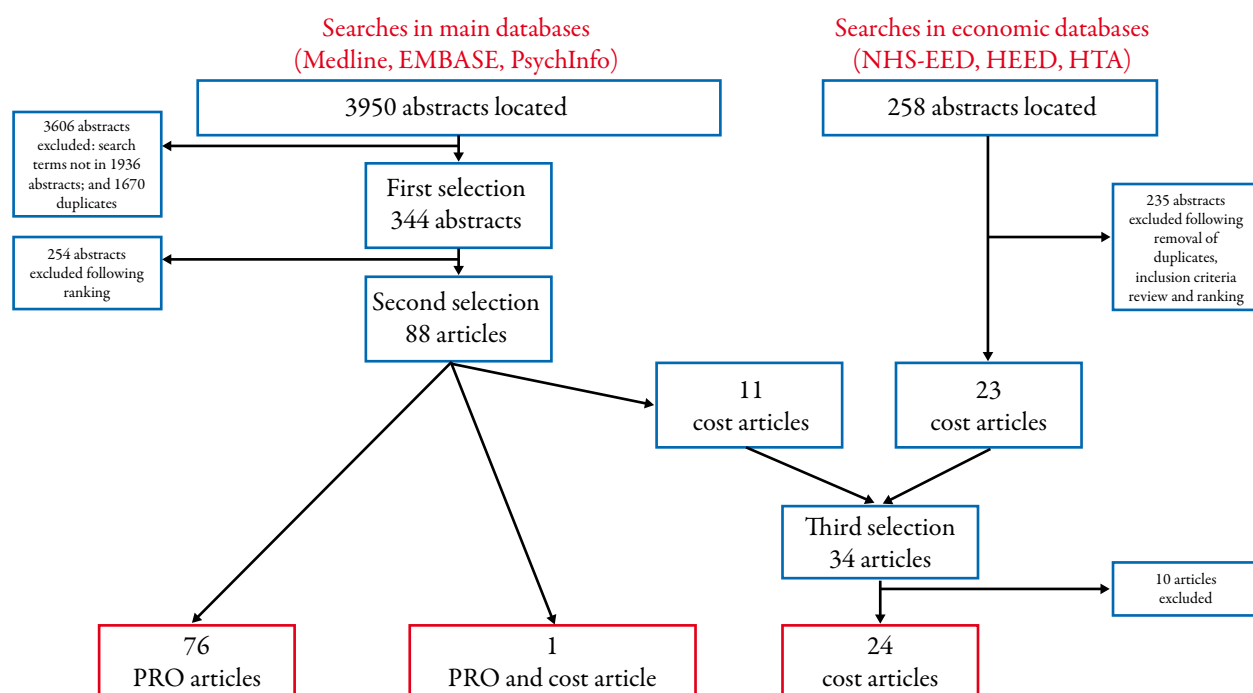 Searches in main databases
(Medline, EMBASE, PsychInfo)
Searches in economic databases
(NHS-EED, HEED, HTA)
3950 abstracts located
258 abstracts located
3606 abstracts
excluded: search
terms not in 1936
abstracts; and 1670
duplicates
First selection
344 abstracts
235 abstracts
excluded following
removal of
duplicates,
inclusion criteria
review and ranking
254 abstracts
excluded following
ranking
Second selection
88 articles
11
cost articles
23
cost articles
Third selection
34 articles
10 articles
excluded
76
PRO articles
1
PRO and cost article
24
cost articles